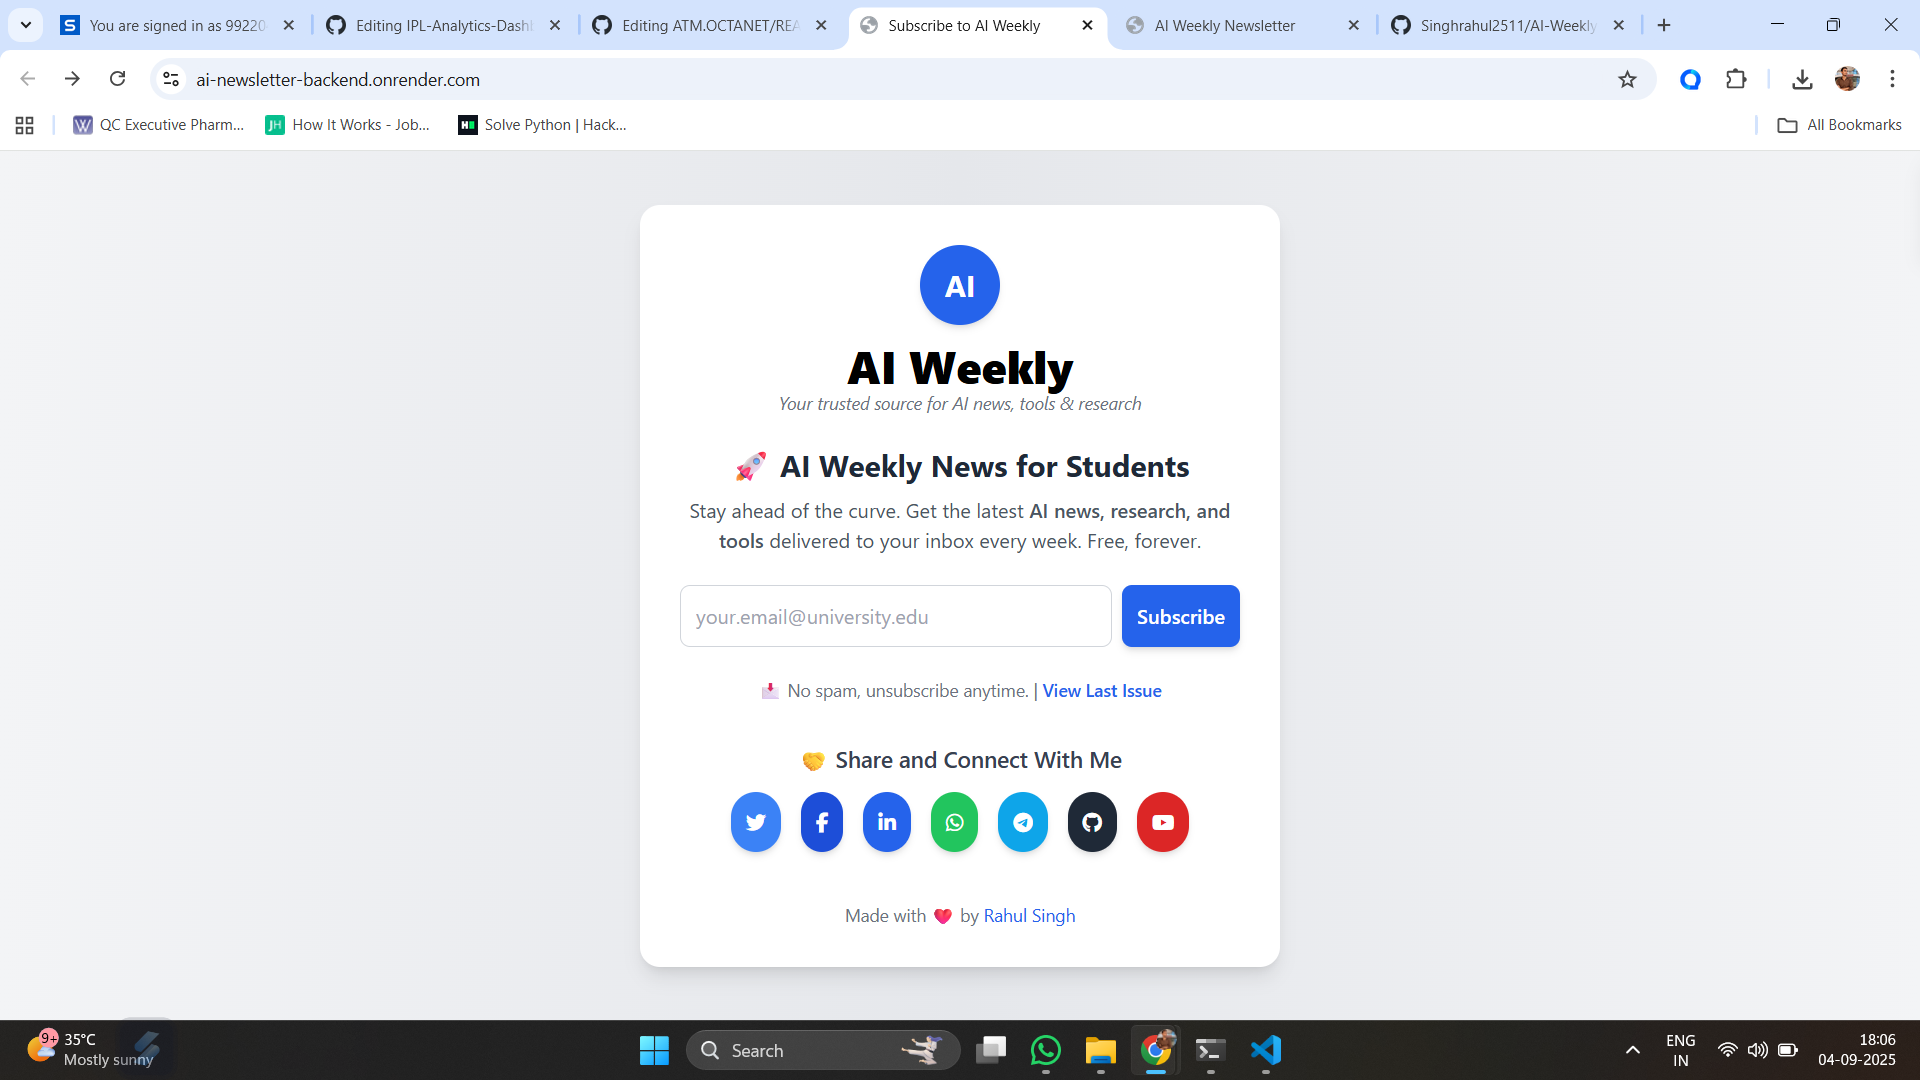 You are signed in as 99220
Editing IPL-Analytics-Dashb
Editing ATM.OCTANET/REA
Subscribe to AI Weekly
AI Weekly Newsletter
Singhrahul2511/AI-Weekly
ai-newsletter-backend.onrender.com
QC Executive Pharm...
JH
How It Works - Job...
Solve Python | Hack...
All Bookmarks
AI
AI Weekly
Your trusted source for AI news, tools & research
🚀 AI Weekly News for Students
Stay ahead of the curve. Get the latest AI news, research, and
tools delivered to your inbox every week. Free, forever.
your.email@university.edu
Subscribe
📩 No spam, unsubscribe anytime. | View Last Issue
🤝 Share and Connect With Me
Made with ❤️ by Rahul Singh
9+
35°C
Mostly sunny
Search
ENG
IN
18:06
04-09-2025